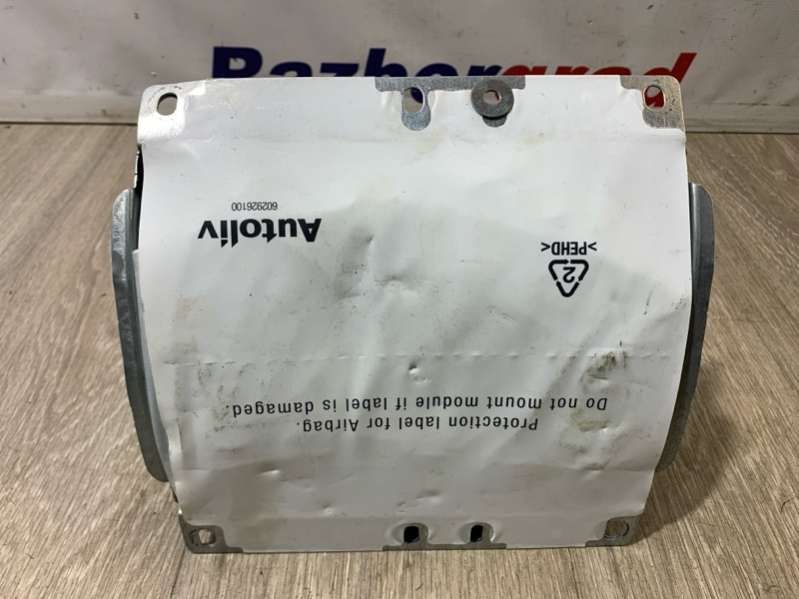 Razborgrad
Protection label for Airbag.
Do not mount module if label is damaged.
2
>PEHD<
Autoliv
602926100